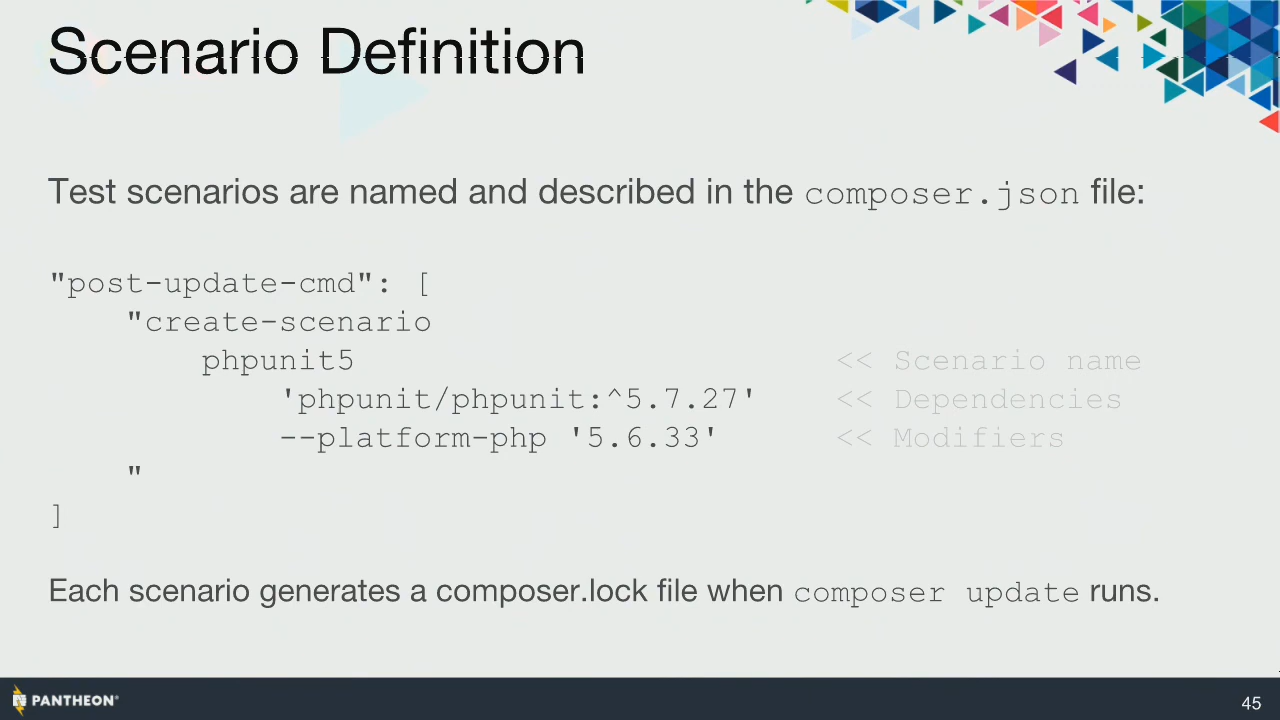 Scenario Definition
Test scenarios are named and described in the composer.json file:
"post-update-cmd": [
"create-scenario
phpunit5 << Scenario name
'phpunit/phpunit:^5.7.27' << Dependencies
--platform-php '5.6.33' << Modifiers
"
]
Each scenario generates a composer.lock file when composer update runs.
PANTHEON
45